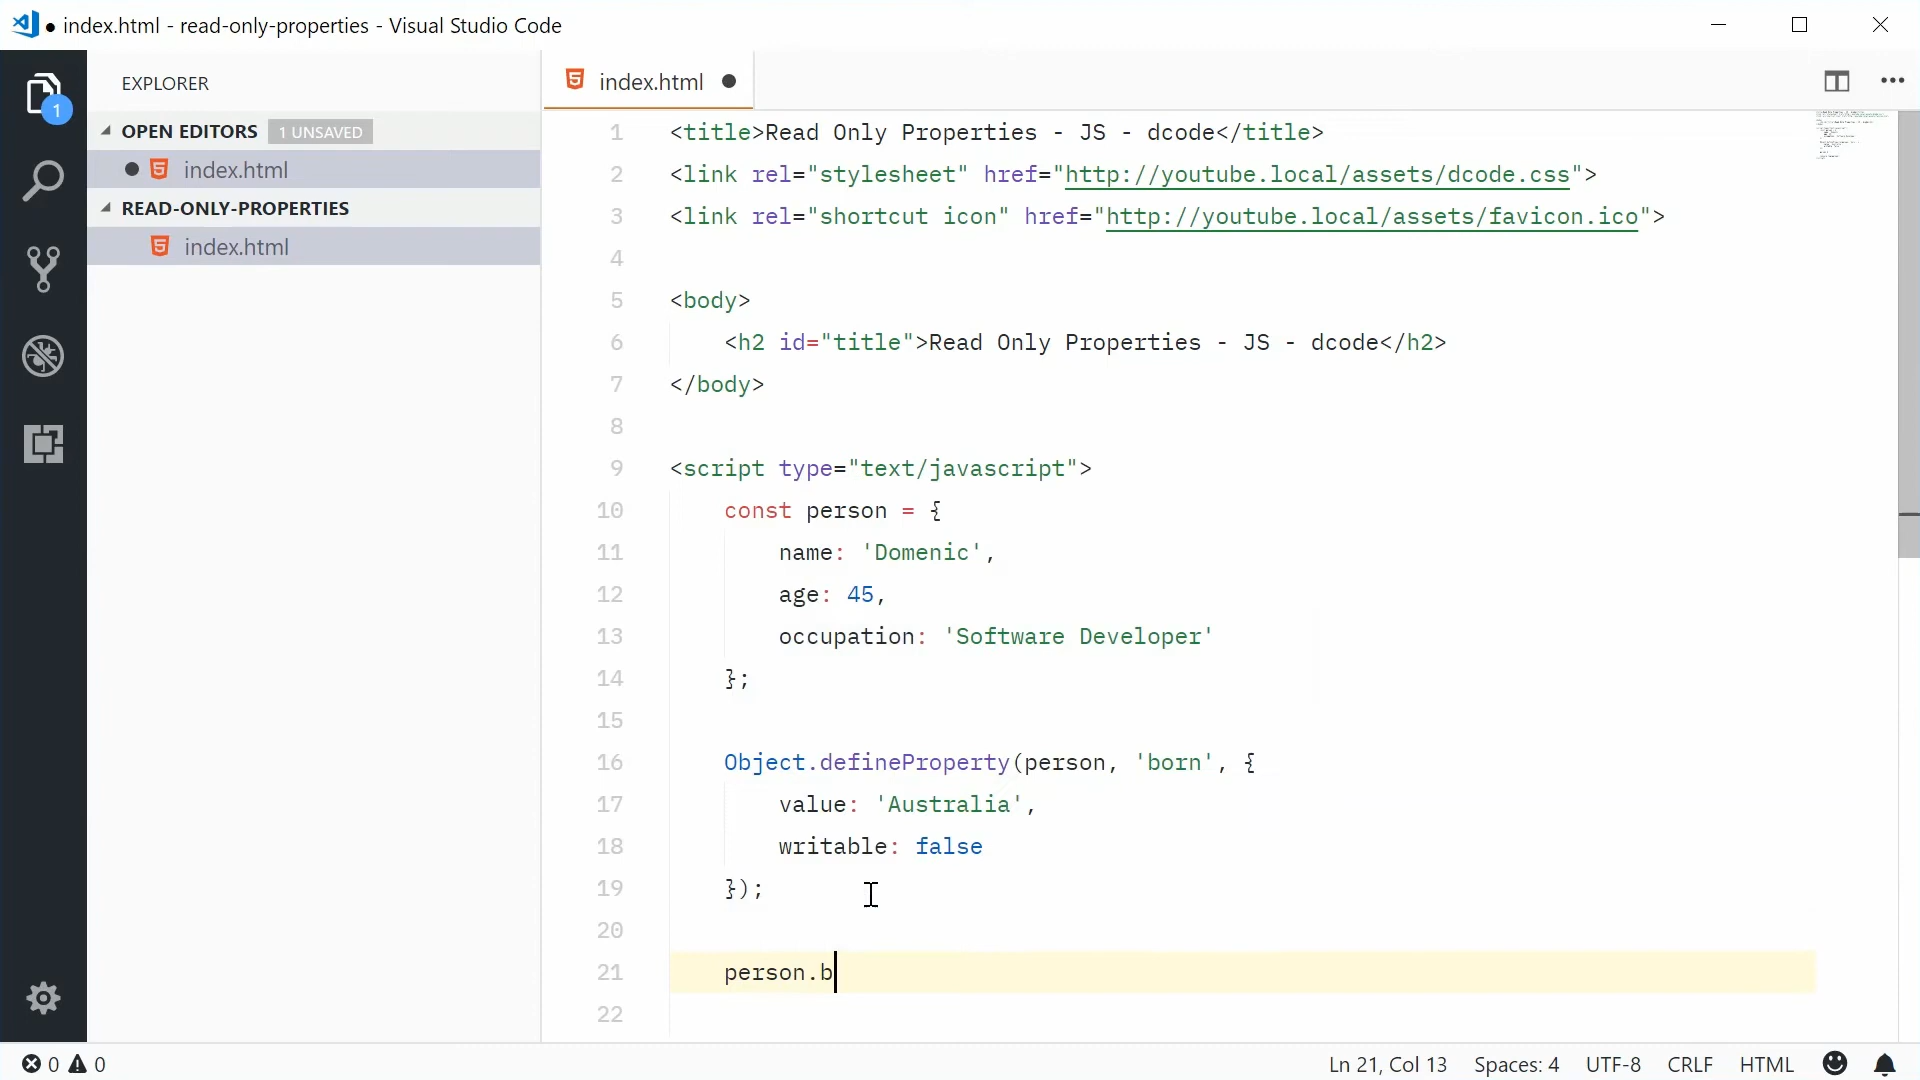 index.html - read-only-properties - Visual Studio Code
EXPLORER
1
OPEN EDITORS 1 UNSAVED
index.html
READ-ONLY-PROPERTIES
index.html
index.html
1 <title>Read Only Properties - JS - dcode</title>
2 <link rel="stylesheet" href="http://youtube.local/assets/dcode.css">
3 <link rel="shortcut icon" href="http://youtube.local/assets/favicon.ico">
4
5 <body>
6 <h2 id="title">Read Only Properties - JS - dcode</h2>
7 </body>
8
9 <script type="text/javascript">
10 const person = {
11 name: 'Domenic',
12 age: 45,
13 occupation: 'Software Developer'
14 };
15
16 Object.defineProperty(person, 'born', {
17 value: 'Australia',
18 writable: false
19 });
20
21 person.b
22
0 0
Ln 21, Col 13 Spaces: 4 UTF-8 CRLF HTML